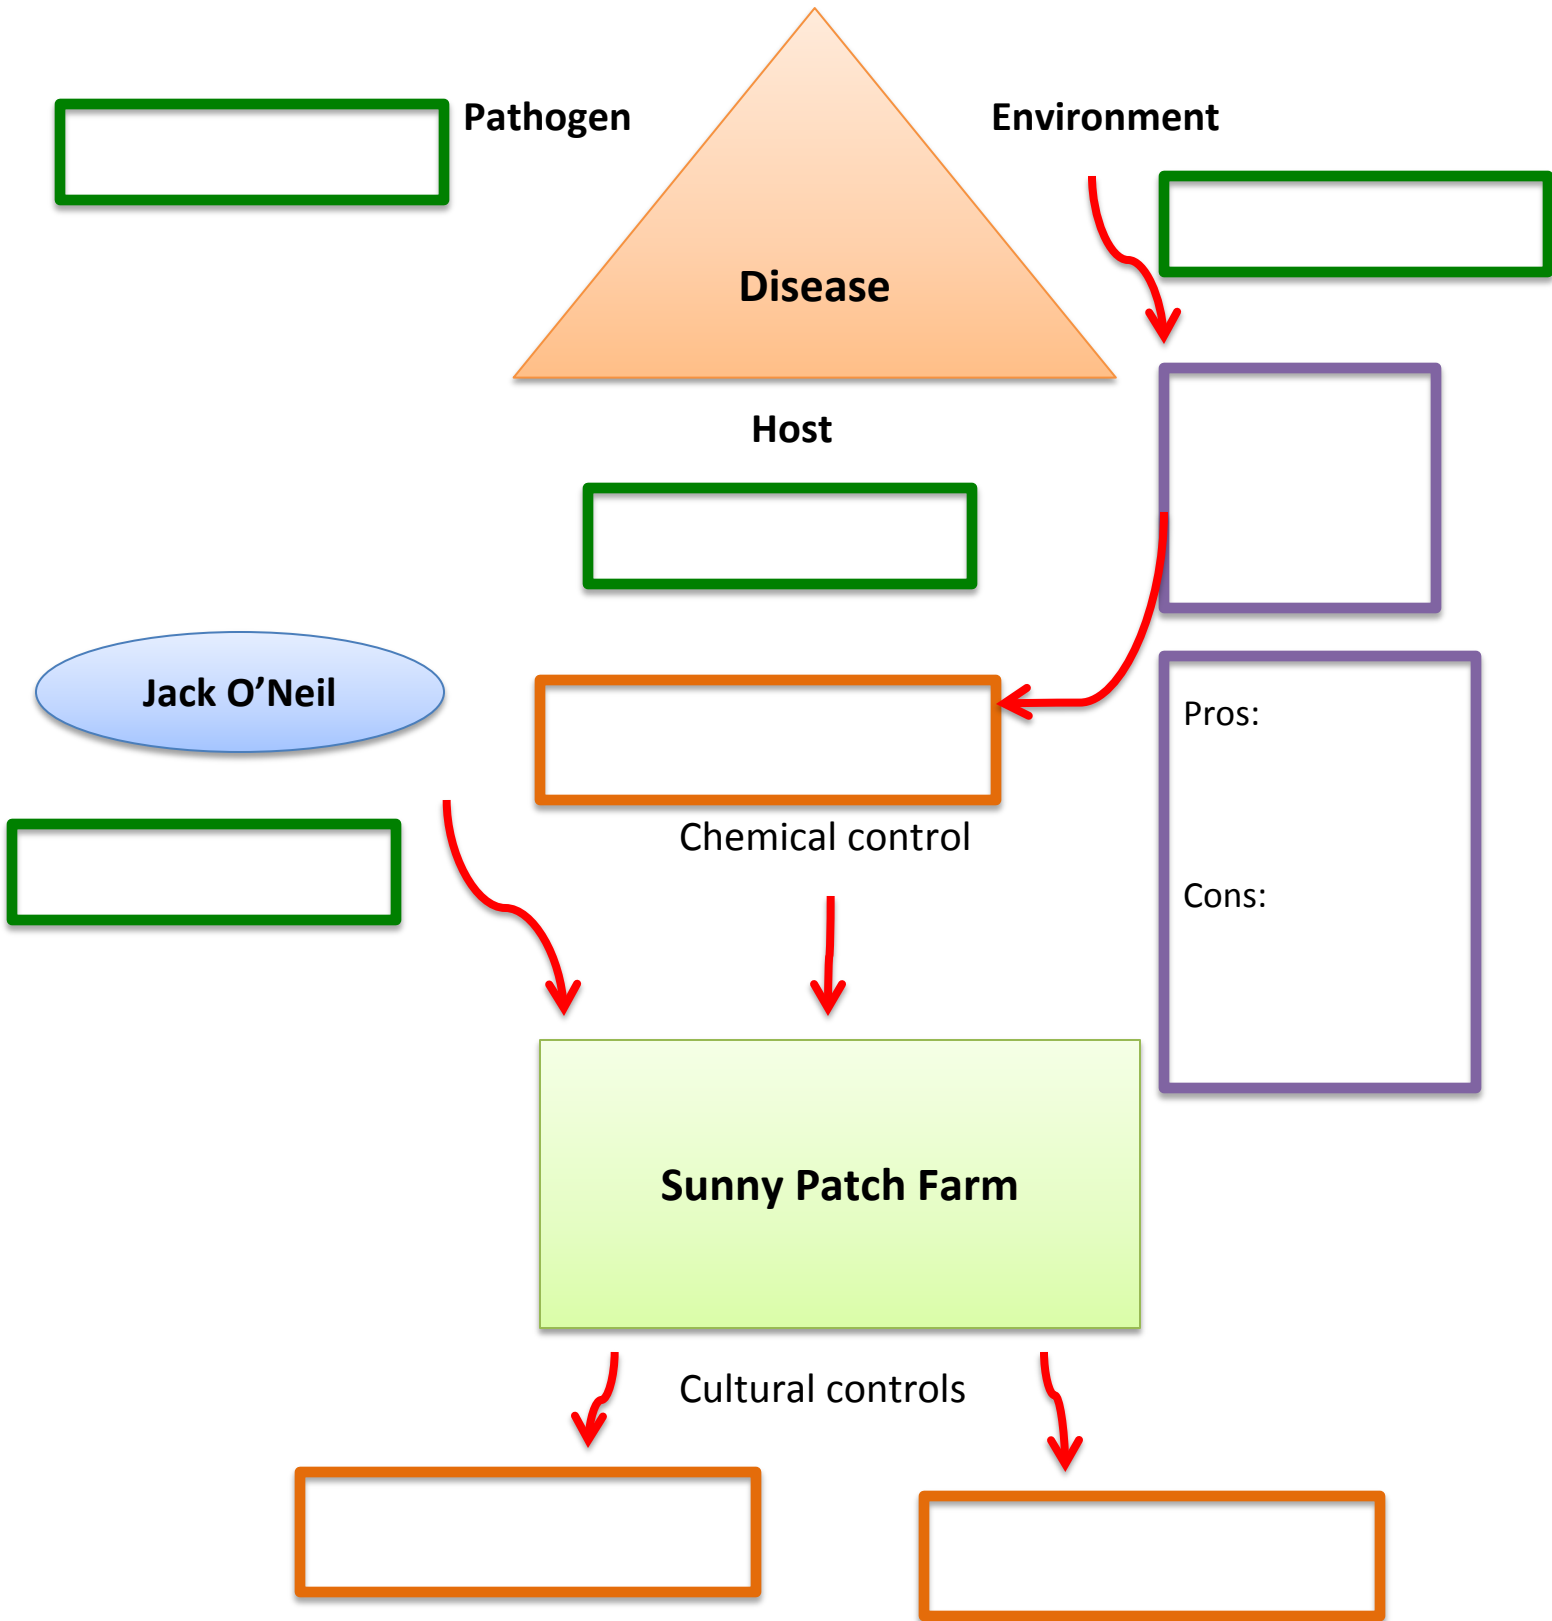 Pathogen
Environment
Disease
Host
Jack O’Neil
Pros:
Chemical control
Cons:
Sunny Patch Farm
Cultural controls